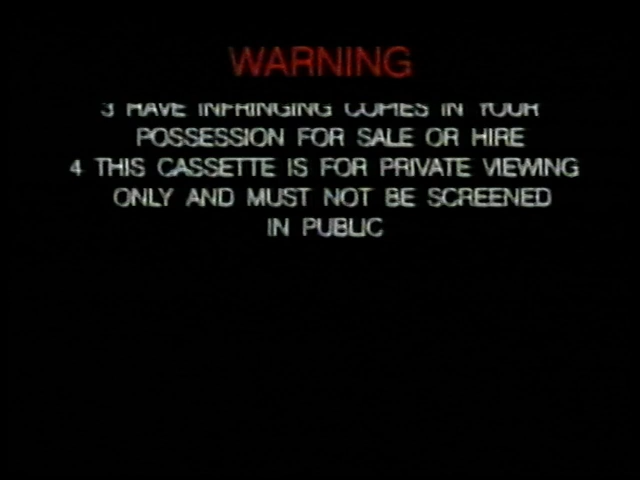 WARNING
3 HAVE INFRINGING COPIES IN YOUR
POSSESSION FOR SALE OR HIRE
4 THIS CASSETTE IS FOR PRIVATE VIEWING
ONLY AND MUST NOT BE SCREENED
IN PUBLIC